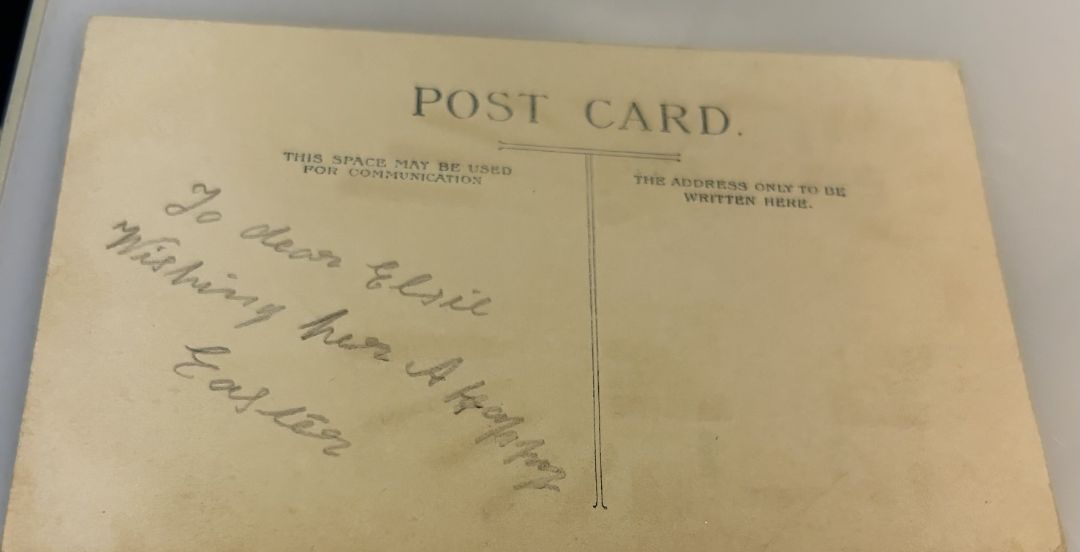 POST CARD.
THIS SPACE MAY BE USED
FOR COMMUNICATION
THE ADDRESS ONLY TO BE
WRITTEN HERE.
To dear Elsie
Wishing her A Happy
Easter